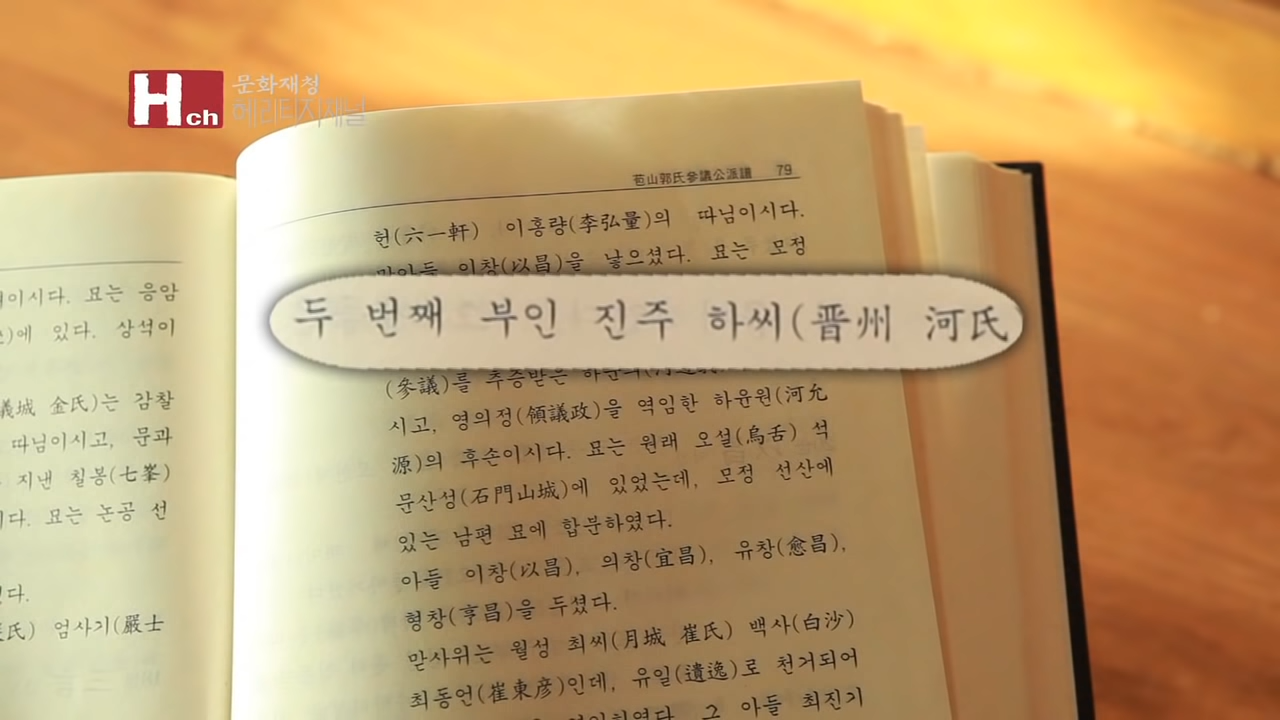 Hch
문화재청
헤리티지채널
苞山郭氏參議公派譜 79
헌(六一軒) 이홍량(李弘量)의 따님이시다.
맏아들 이창(以昌)을 낳으셨다. 묘는 모정
두 번째 부인 진주 하씨(晋州 河氏
(參議)를 추증받은
시고, 영의정(領議政)을 역임한 하윤원(河允
源)의 후손이시다. 묘는 원래 오설(烏舌) 석
문산성(石門山城)에 있었는데, 모정 선산에
있는 남편 묘에 합분하였다.
아들 이창(以昌), 의창(宜昌), 유창(愈昌),
형창(亨昌)을 두셨다.
맏사위는 월성 최씨(月城 崔氏) 백사(白沙)
최동언(崔東彦)인데, 유일(遺逸)로 천거되어
그 아들 최진기
이시다. 묘는 응암
에 있다. 상석이
義城 金氏)는 감찰
따님이시고, 문과
지낸 칠봉(七峯)
다. 묘는 논공 선
다.
氏) 엄사기(嚴士